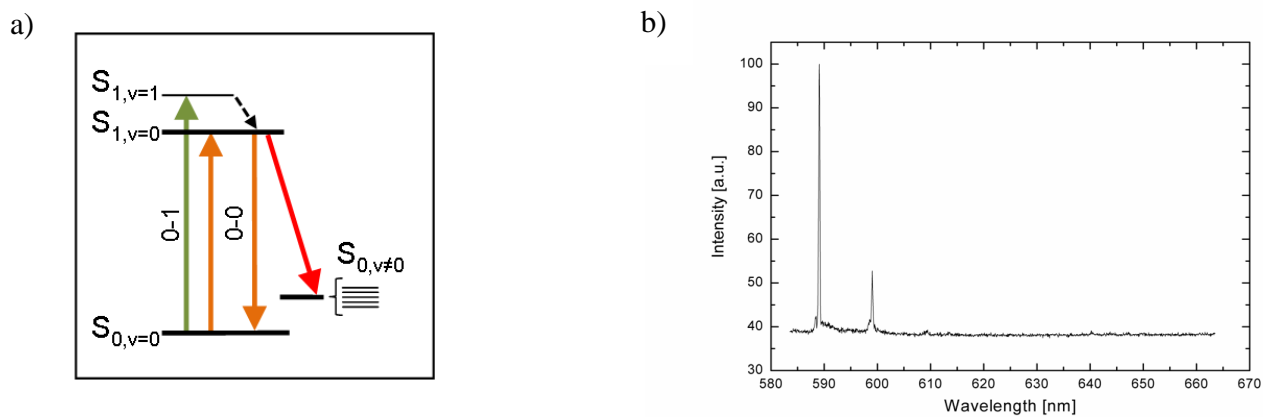 a)
S1,v=1
S1,v=0
0-1
0-0
S0,v≠0
S0,v=0
b)
100
90
80
70
60
50
40
30
Intensity [a.u.]
580 590 600 610 620 630 640 650 660 670
Wavelength [nm]